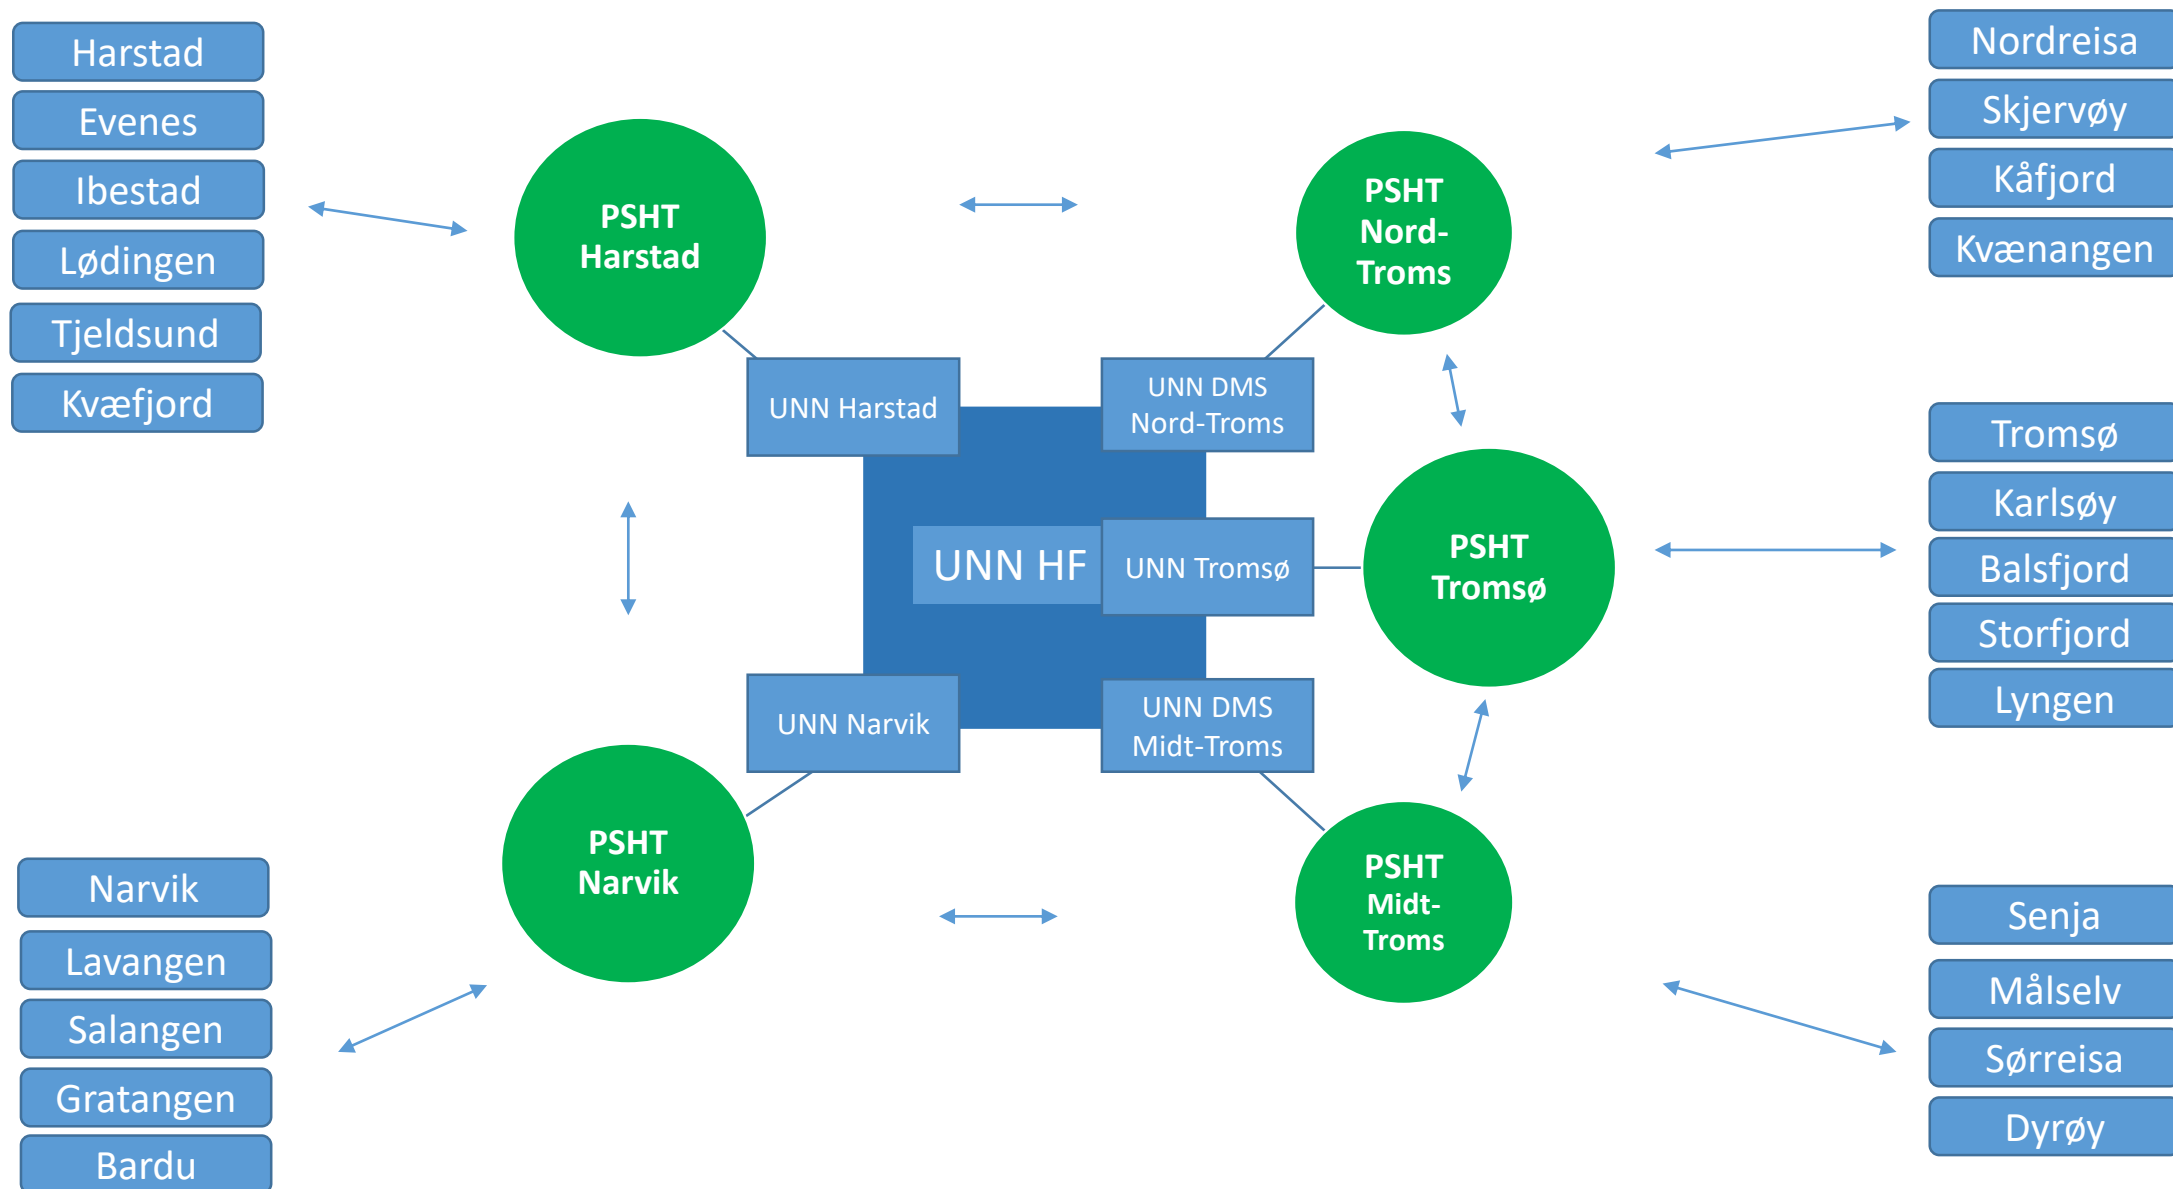 Harstad
Evenes
Ibestad
Lødingen
Tjeldsund
Kvæfjord
Narvik
Lavangen
Salangen
Gratangen
Bardu
PSHT
Harstad
PSHT
Narvik
UNN Harstad
UNN Narvik
UNN HF
UNN DMS
Nord-Troms
UNN Tromsø
UNN DMS
Midt-Troms
PSHT
Nord-
Troms
PSHT
Tromsø
PSHT
Midt-
Troms
Nordreisa
Skjervøy
Kåfjord
Kvænangen
Tromsø
Karlsøy
Balsfjord
Storfjord
Lyngen
Senja
Målselv
Sørreisa
Dyrøy